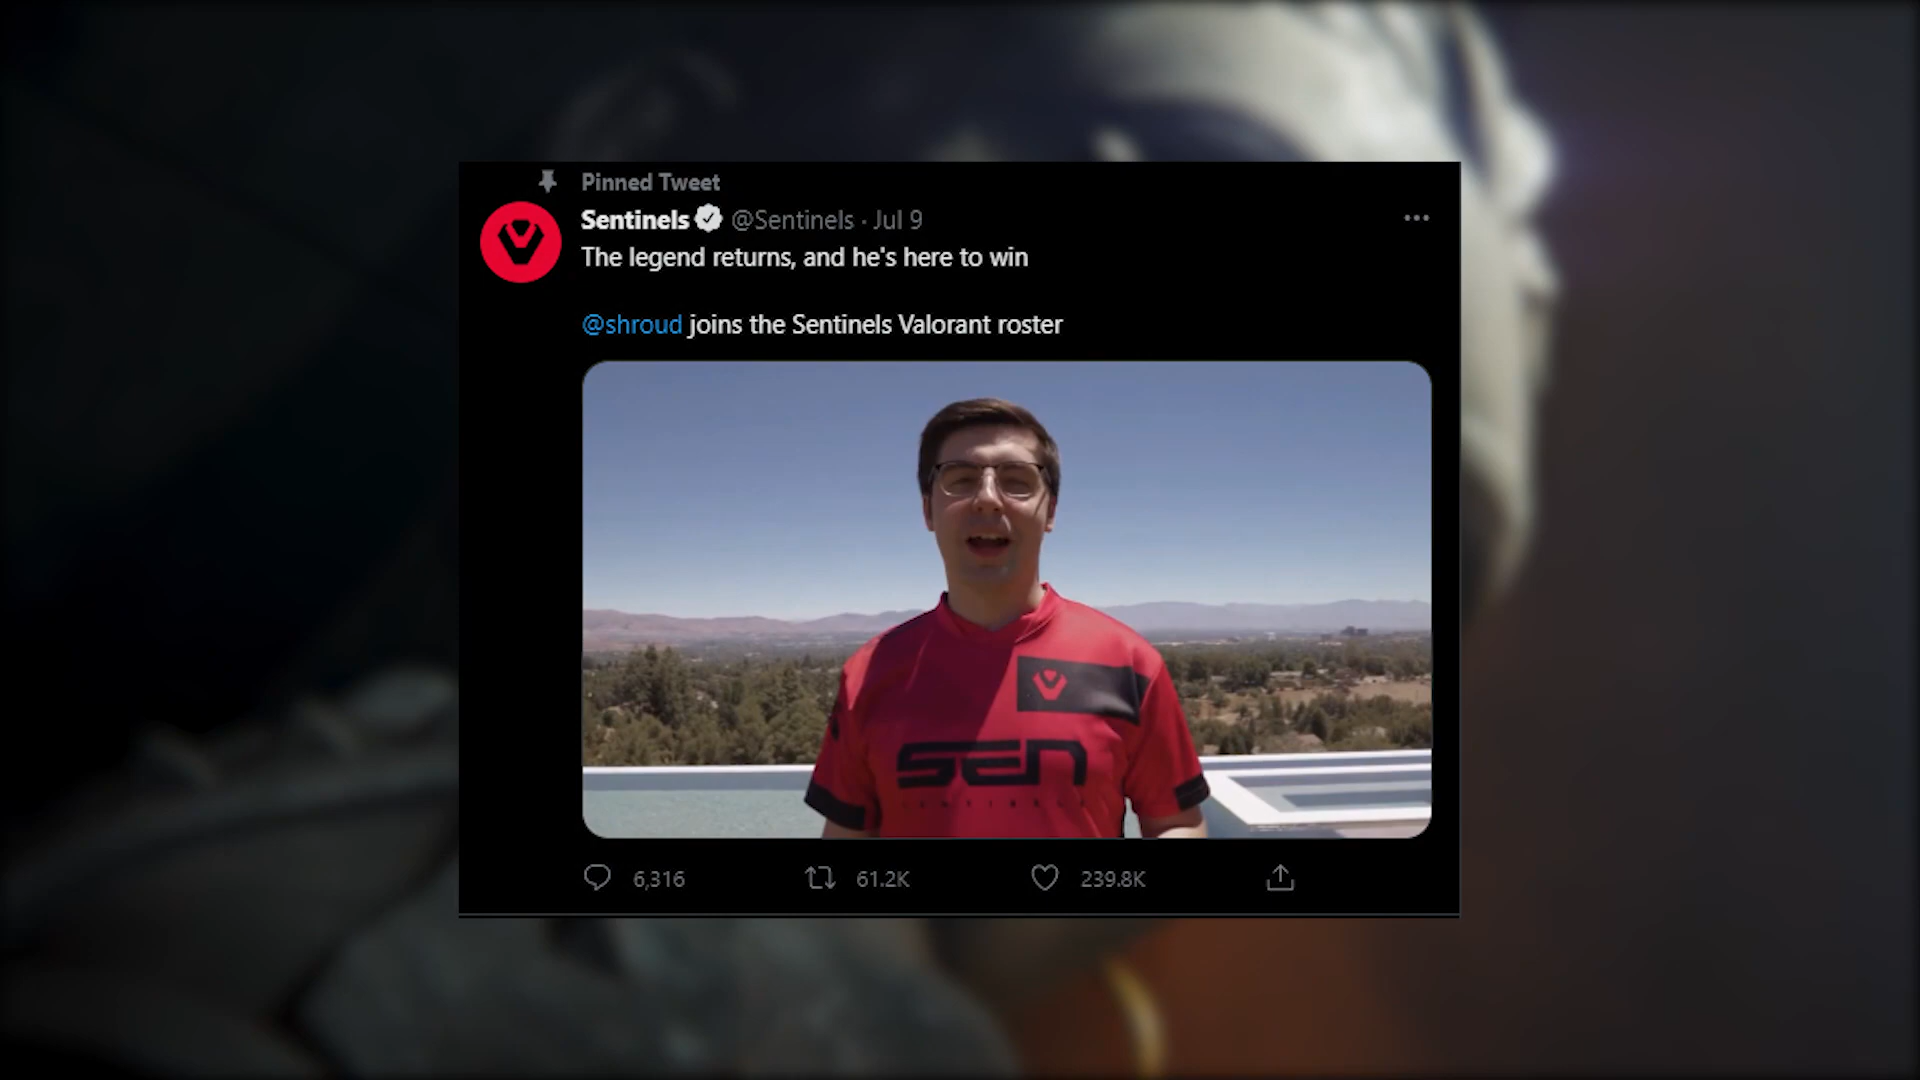 Pinned Tweet
Sentinels @Sentinels · Jul 9
The legend returns, and he's here to win
@shroud joins the Sentinels Valorant roster
SEN
SENTINELS
6,316 61.2K 239.8K